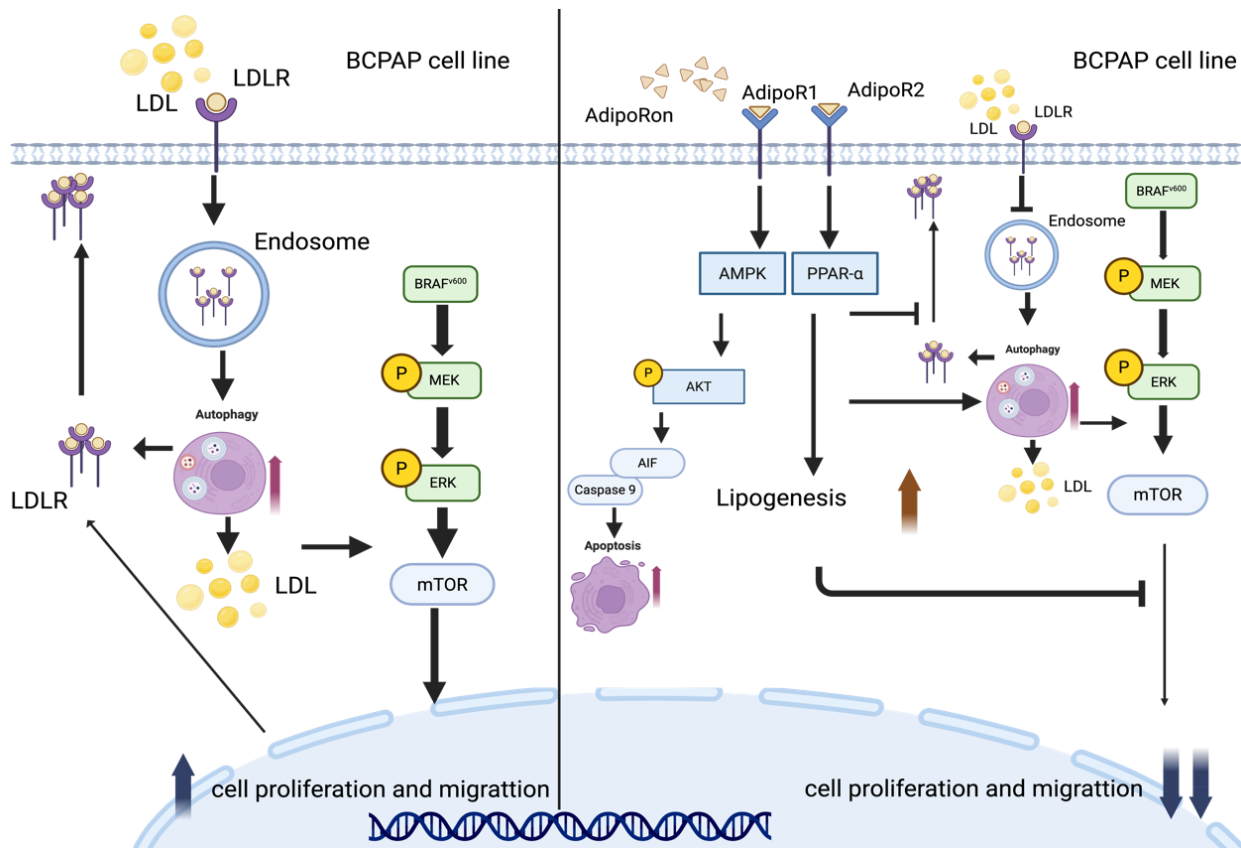 BCPAP cell line
LDLR
LDL
Endosome
BRAFV600
P
MEK
Autophagy
P
ERK
LDLR
LDL
mTOR
cell proliferation and migrattion
BCPAP cell line
AdipoR1
AdipoR2
AdipoRon
LDLR
LDL
BRAFV600
Endosome
AMPK
PPAR-α
P
MEK
Autophagy
P
AKT
P
ERK
AIF
Caspase 9
Lipogenesis
LDL
mTOR
Apoptosis
cell proliferation and migrattion